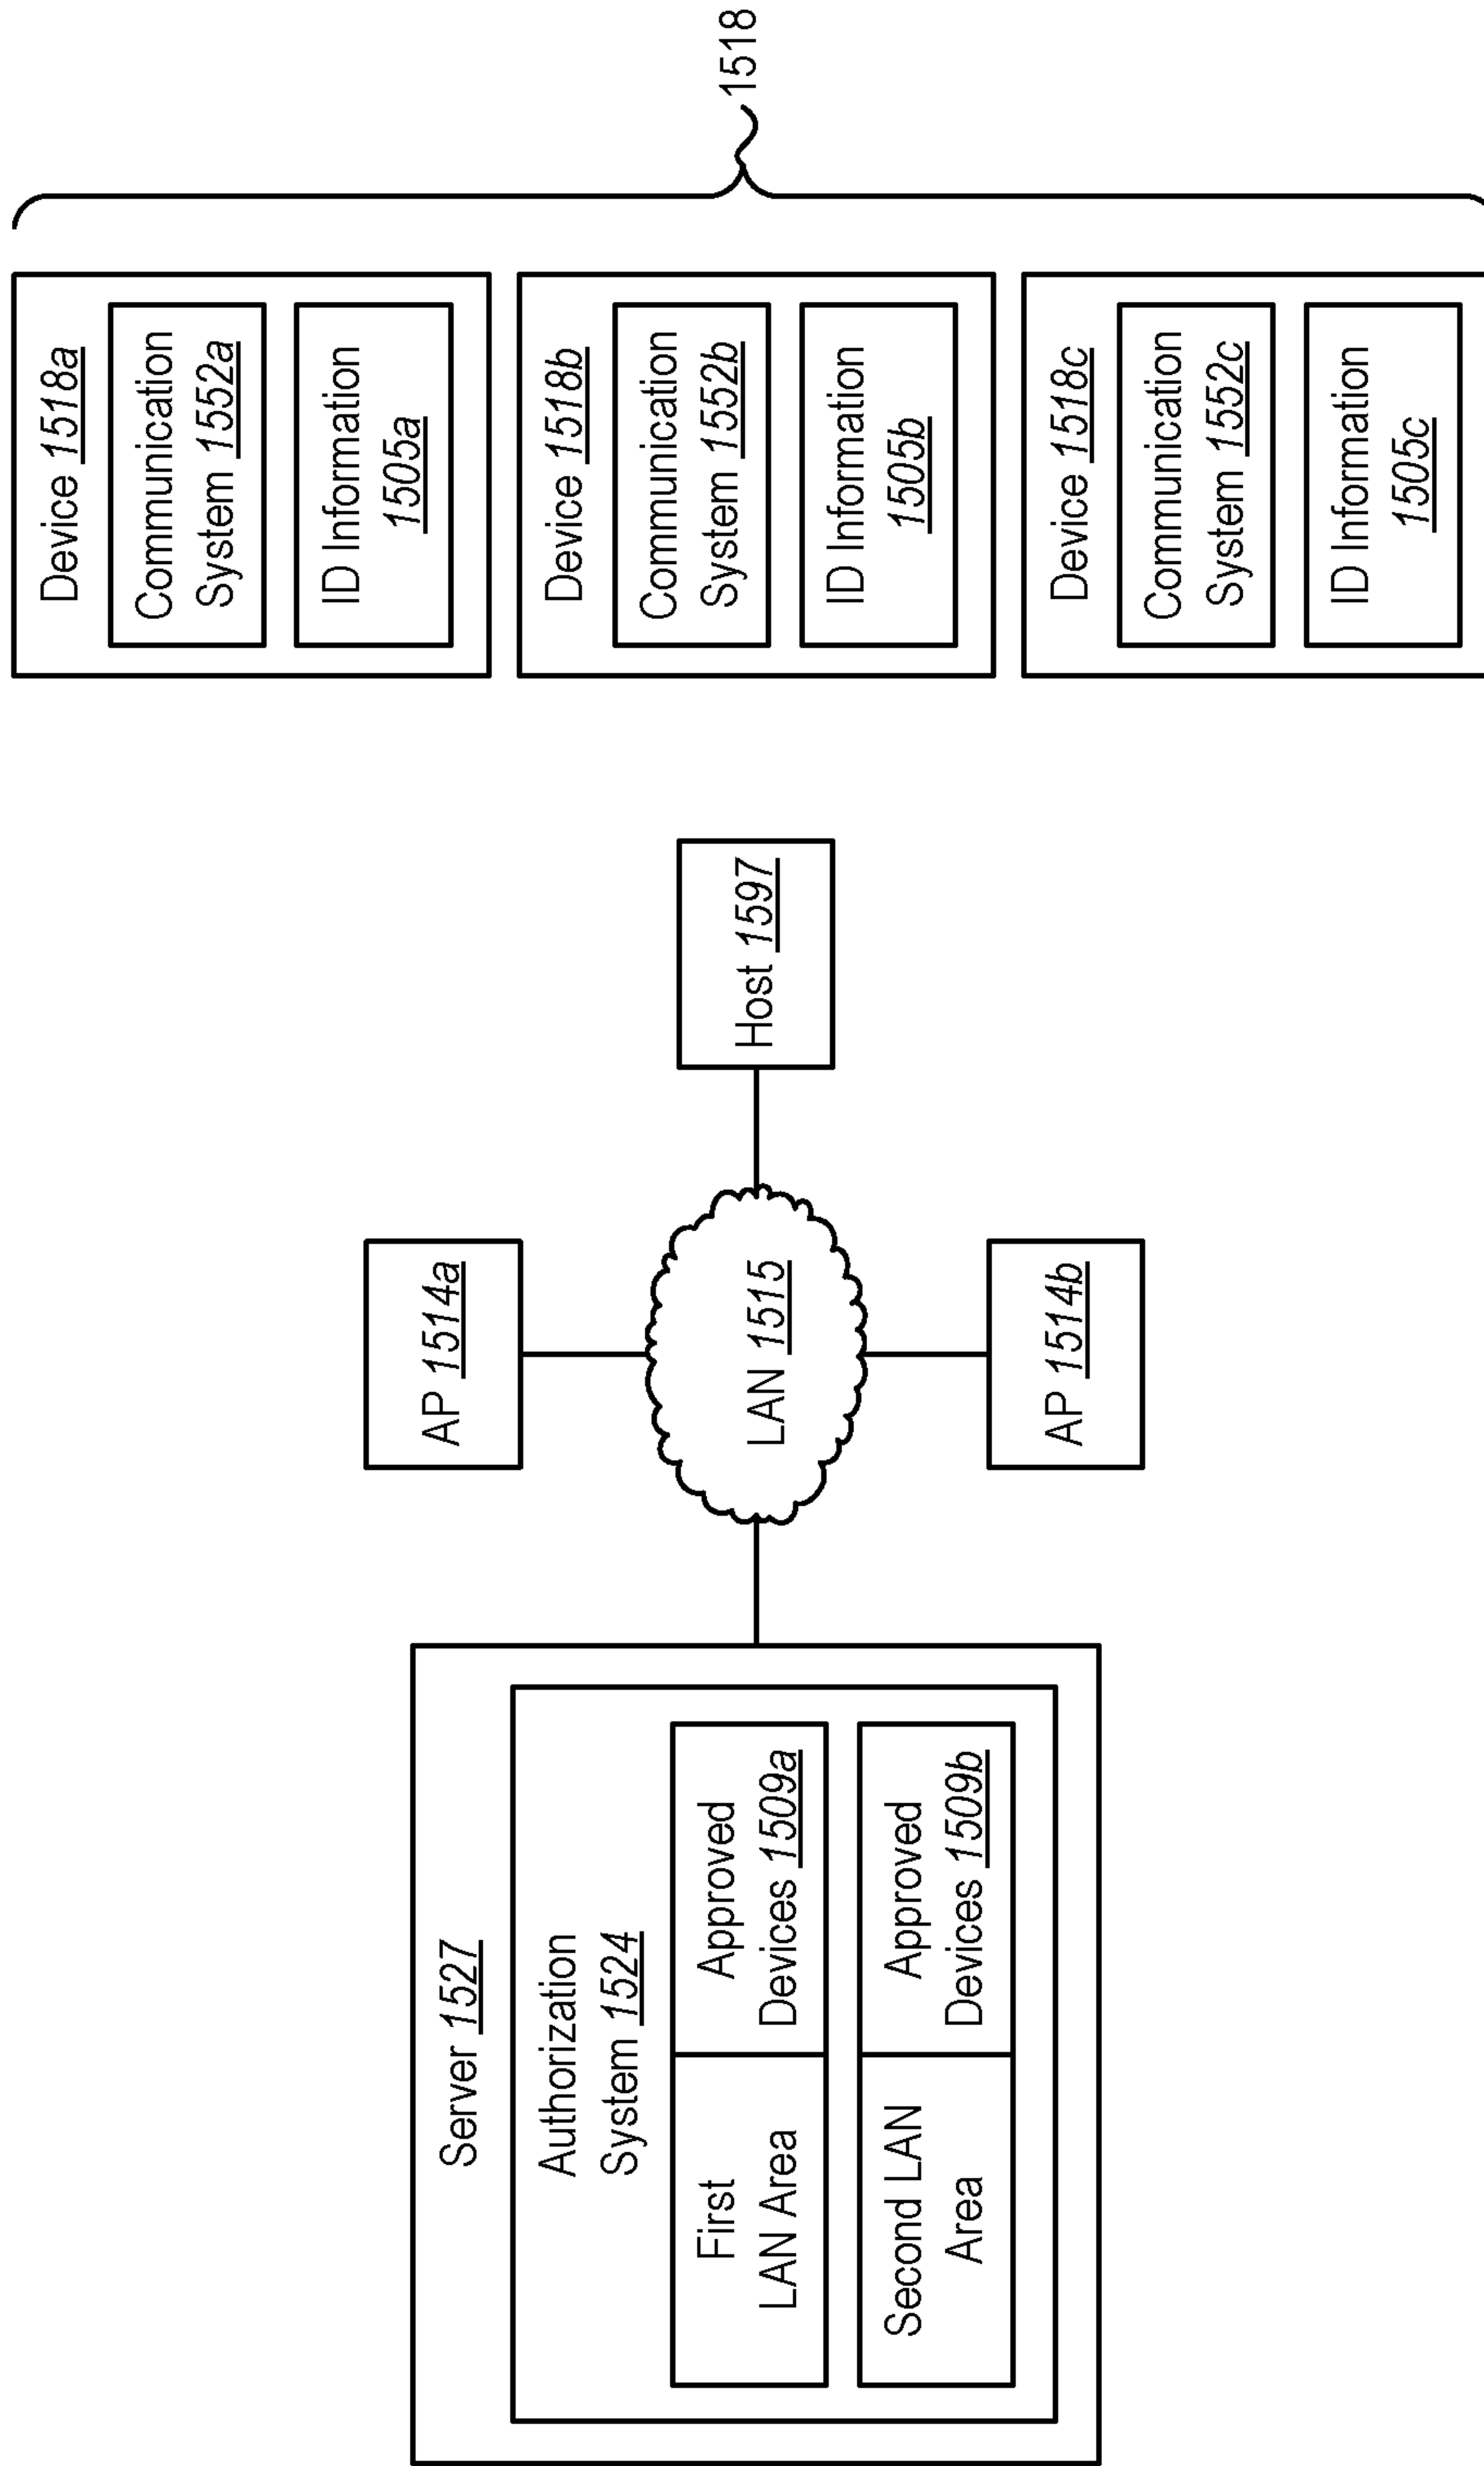 Server 1527
Authorization
System 1524
First
LAN Area
Approved
Devices 1509a
Second LAN
Area
Approved
Devices 1509b
AP 1514a
LAN 1515
AP 1514b
Host 1597
Device 1518a
Communication
System 1552a
ID Information
1505a
Device 1518b
Communication
System 1552b
ID Information
1505b
Device 1518c
Communication
System 1552c
ID Information
1505c
1518